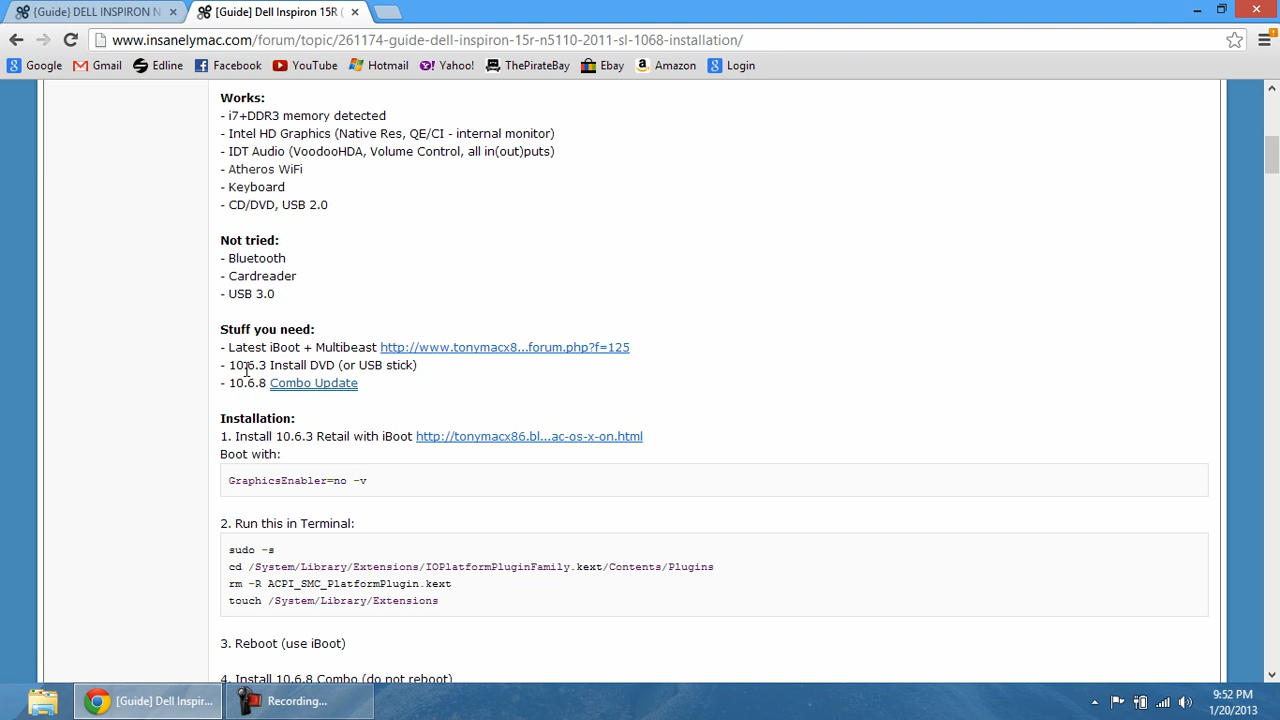 [Guide] DELL INSPIRON N
[Guide] Dell Inspiron 15R (
www.insanelymac.com/forum/topic/261174-guide-dell-inspiron-15r-n5110-2011-sl-1068-installation/
Google Gmail Edline Facebook YouTube Hotmail Yahoo! ThePirateBay Ebay Amazon Login
Works:
- i7+DDR3 memory detected
- Intel HD Graphics (Native Res, QE/CI - internal monitor)
- IDT Audio (VoodooHDA, Volume Control, all in(out)puts)
- Atheros WiFi
- Keyboard
- CD/DVD, USB 2.0
Not tried:
- Bluetooth
- Cardreader
- USB 3.0
Stuff you need:
- Latest iBoot + Multibeast http://www.tonymacx8...forum.php?f=125
- 10.6.3 Install DVD (or USB stick)
- 10.6.8 Combo Update
Installation:
1. Install 10.6.3 Retail with iBoot http://tonymacx86.bl...ac-os-x-on.html
Boot with:
GraphicsEnabler=no -v
2. Run this in Terminal:
sudo -s
cd /System/Library/Extensions/IOPlatformPluginFamily.kext/Contents/Plugins
rm -R ACPI_SMC_PlatformPlugin.kext
touch /System/Library/Extensions
3. Reboot (use iBoot)
4. Install 10.6.8 Combo (do not reboot)
[Guide] Dell Inspir...
Recording...
9:52 PM
1/20/2013